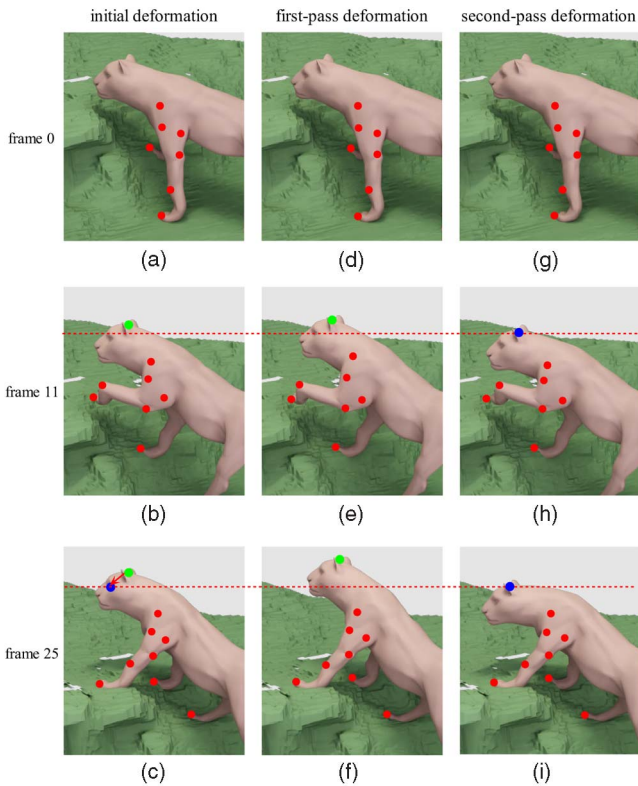 initial deformation first-pass deformation second-pass deformation
frame 0
(a) (d) (g)
frame 11
(b) (e) (h)
frame 25
(c) (f) (i)